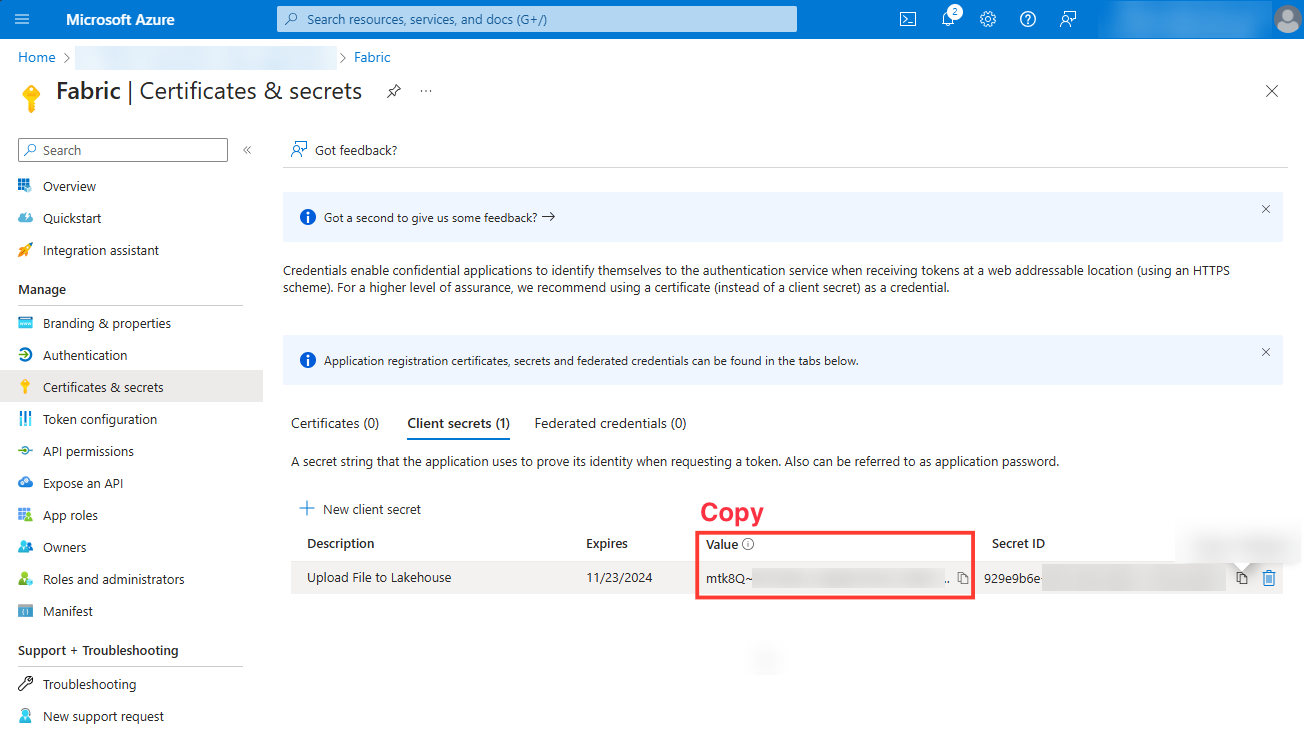 Microsoft Azure
Search resources, services, and docs (G+/)
2
Home > > Fabric
Fabric | Certificates & secrets
Search
Overview
Quickstart
Integration assistant
Manage
Branding & properties
Authentication
Certificates & secrets
Token configuration
API permissions
Expose an API
App roles
Owners
Roles and administrators
Manifest
Support + Troubleshooting
Troubleshooting
New support request
Got feedback?
Got a second to give us some feedback? →
Credentials enable confidential applications to identify themselves to the authentication service when receiving tokens at a web addressable location (using an HTTPS
scheme). For a higher level of assurance, we recommend using a certificate (instead of a client secret) as a credential.
Application registration certificates, secrets and federated credentials can be found in the tabs below.
Certificates (0) Client secrets (1) Federated credentials (0)
A secret string that the application uses to prove its identity when requesting a token. Also can be referred to as application password.
New client secret
Copy
Description Expires Value Secret ID
Upload File to Lakehouse 11/23/2024 mtk8Q~ .. 929e9b6e